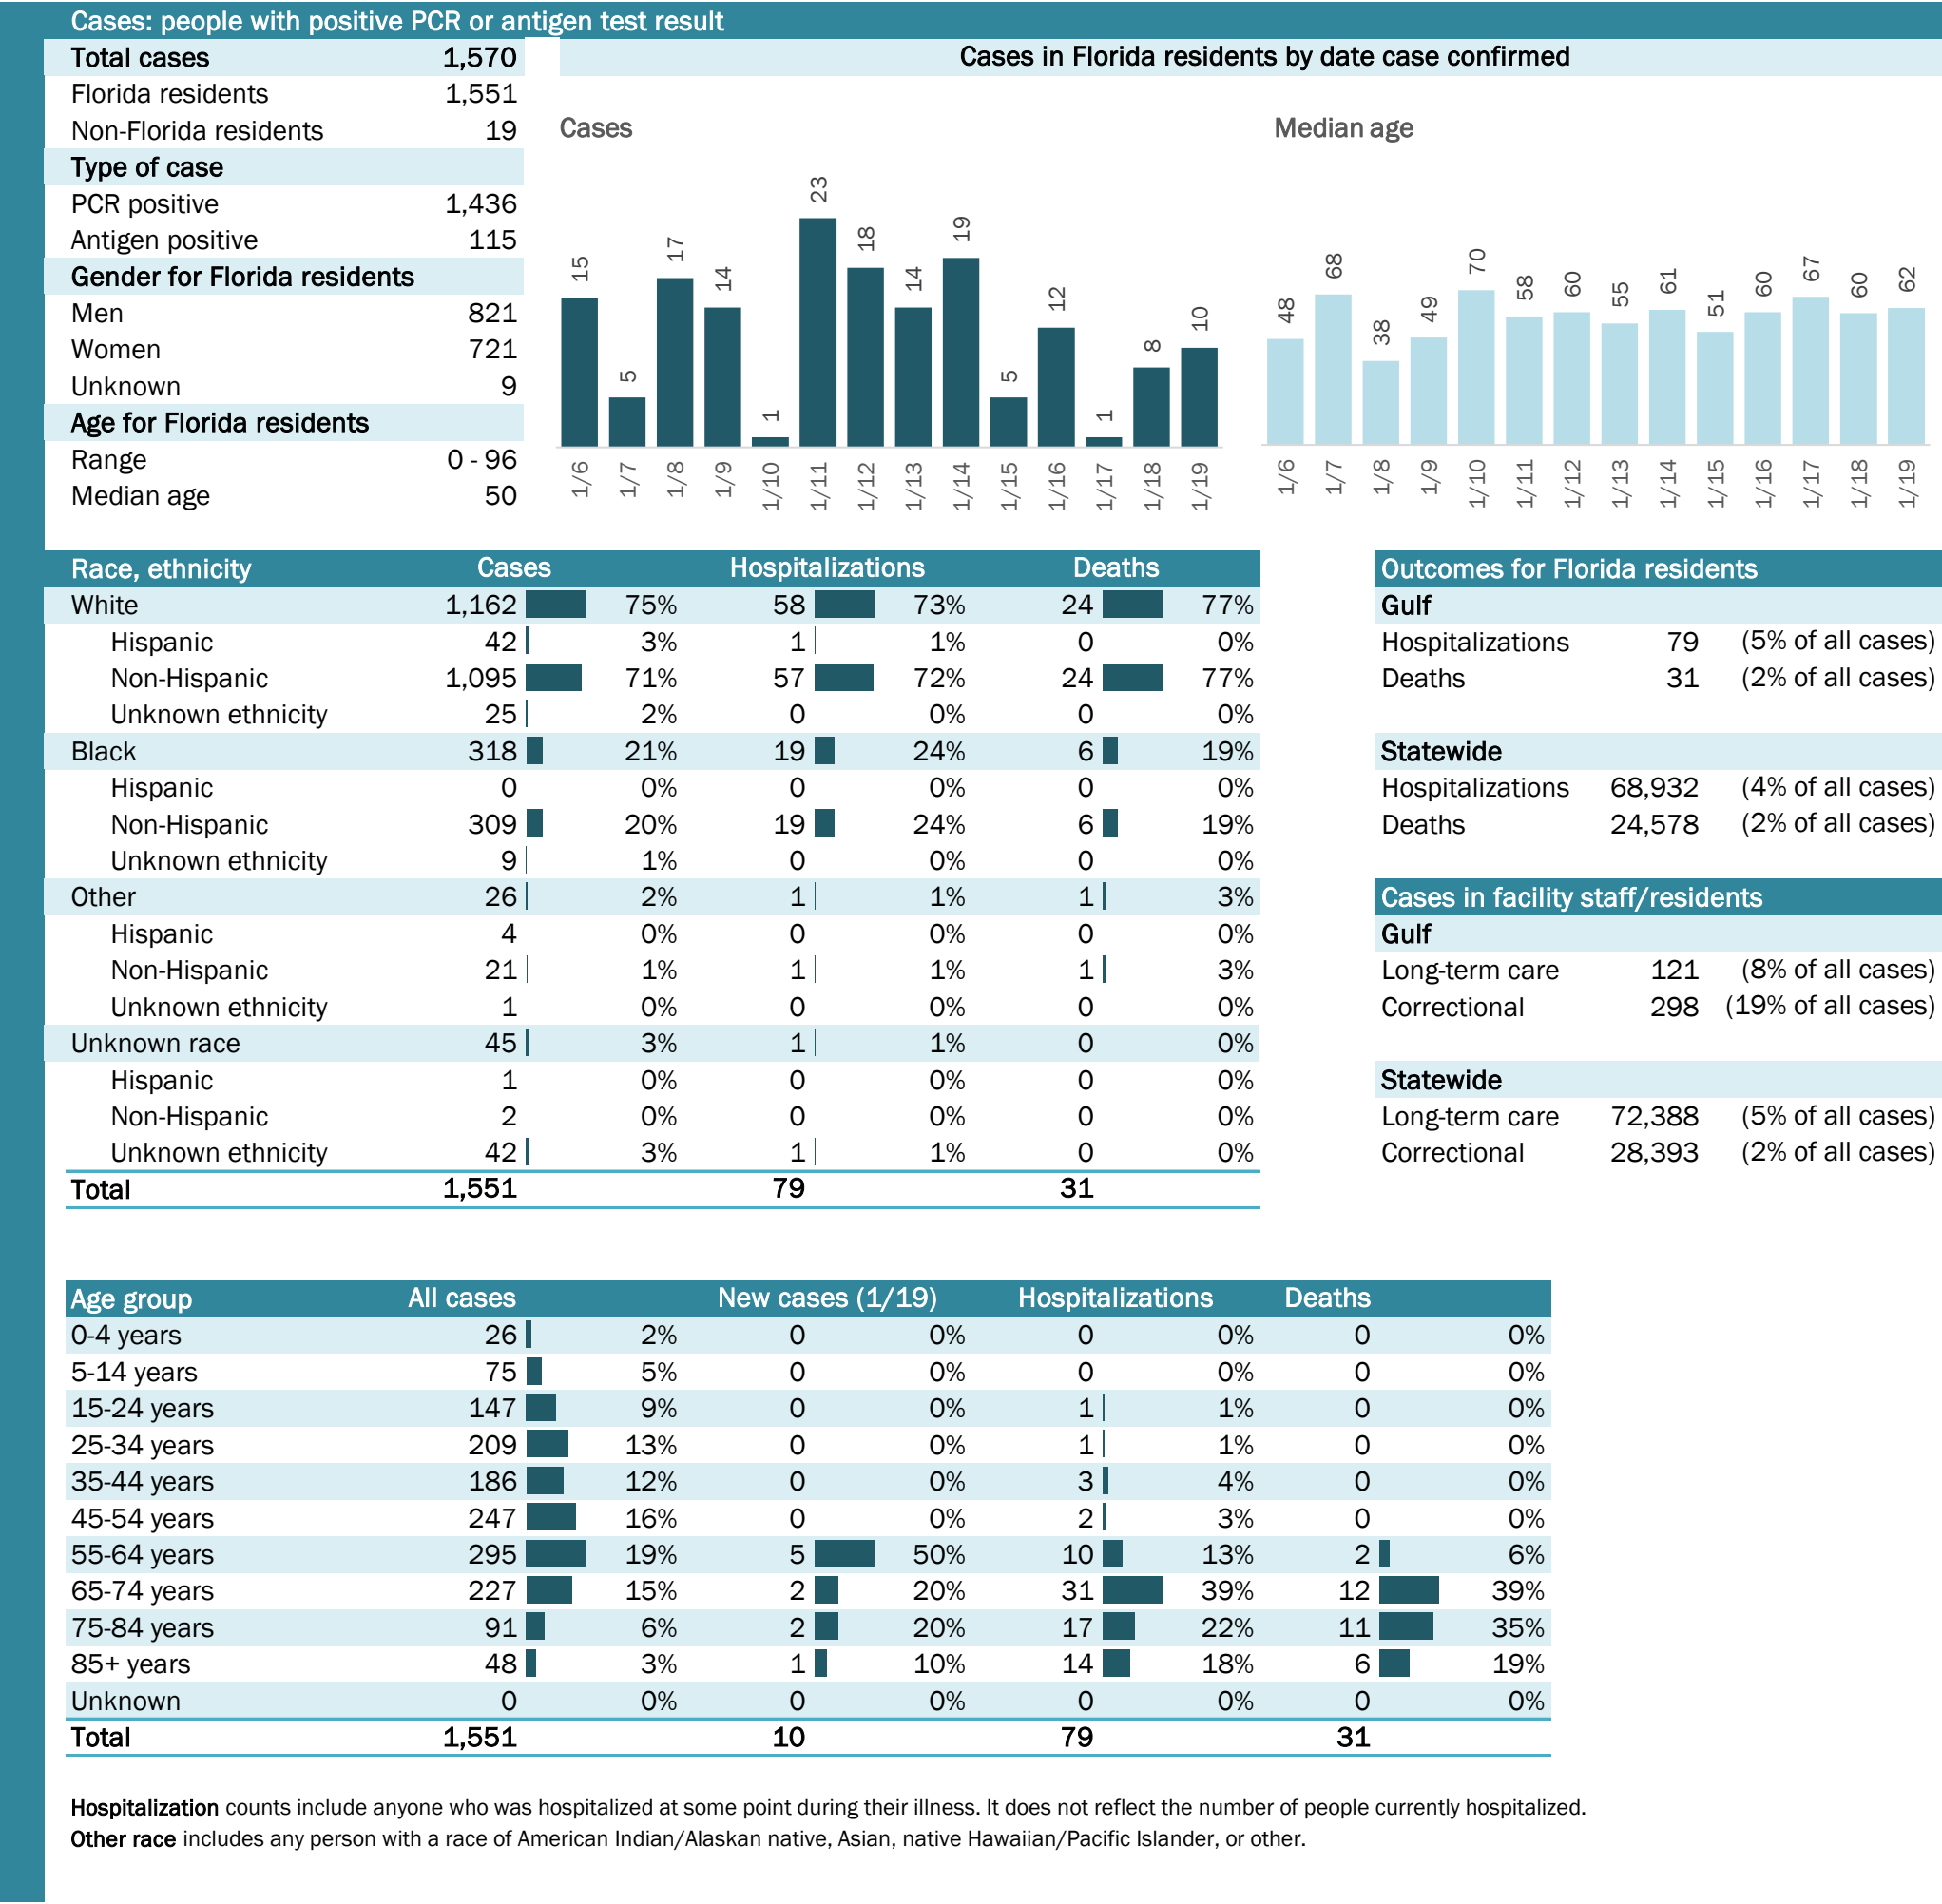 Cases: people with positive PCR or antigen test result
Total cases 1,570
Florida residents 1,551
Non-Florida residents 19
Type of case
PCR positive 1,436
Antigen positive 115
Gender for Florida residents
Men 821
Women 721
Unknown 9
Age for Florida residents
Range 0 - 96
Median age 50
Cases in Florida residents by date case confirmed
Cases
15 5 17 14 1 23 18 14 19 5 12 1 8 10
1/6 1/7 1/8 1/9 1/10 1/11 1/12 1/13 1/14 1/15 1/16 1/17 1/18 1/19
Median age
48 68 38 49 70 58 60 55 61 51 60 67 60 62
1/6 1/7 1/8 1/9 1/10 1/11 1/12 1/13 1/14 1/15 1/16 1/17 1/18 1/19
Race, ethnicity Cases Hospitalizations Deaths
White 1,162 75% 58 73% 24 77%
Hispanic 42 3% 1 1% 0 0%
Non-Hispanic 1,095 71% 57 72% 24 77%
Unknown ethnicity 25 2% 0 0% 0 0%
Black 318 21% 19 24% 6 19%
Hispanic 0 0% 0 0% 0 0%
Non-Hispanic 309 20% 19 24% 6 19%
Unknown ethnicity 9 1% 0 0% 0 0%
Other 26 2% 1 1% 1 3%
Hispanic 4 0% 0 0% 0 0%
Non-Hispanic 21 1% 1 1% 1 3%
Unknown ethnicity 1 0% 0 0% 0 0%
Unknown race 45 3% 1 1% 0 0%
Hispanic 1 0% 0 0% 0 0%
Non-Hispanic 2 0% 0 0% 0 0%
Unknown ethnicity 42 3% 1 1% 0 0%
Total 1,551 79 31
Outcomes for Florida residents
Gulf
Hospitalizations 79 (5% of all cases)
Deaths 31 (2% of all cases)
Statewide
Hospitalizations 68,932 (4% of all cases)
Deaths 24,578 (2% of all cases)
Cases in facility staff/residents
Gulf
Long-term care 121 (8% of all cases)
Correctional 298 (19% of all cases)
Statewide
Long-term care 72,388 (5% of all cases)
Correctional 28,393 (2% of all cases)
Age group All cases New cases (1/19) Hospitalizations Deaths
0-4 years 26 2% 0 0% 0 0% 0 0%
5-14 years 75 5% 0 0% 0 0% 0 0%
15-24 years 147 9% 0 0% 1 1% 0 0%
25-34 years 209 13% 0 0% 1 1% 0 0%
35-44 years 186 12% 0 0% 3 4% 0 0%
45-54 years 247 16% 0 0% 2 3% 0 0%
55-64 years 295 19% 5 50% 10 13% 2 6%
65-74 years 227 15% 2 20% 31 39% 12 39%
75-84 years 91 6% 2 20% 17 22% 11 35%
85+ years 48 3% 1 10% 14 18% 6 19%
Unknown 0 0% 0 0% 0 0% 0 0%
Total 1,551 10 79 31
Hospitalization counts include anyone who was hospitalized at some point during their illness. It does not reflect the number of people currently hospitalized.
Other race includes any person with a race of American Indian/Alaskan native, Asian, native Hawaiian/Pacific Islander, or other.